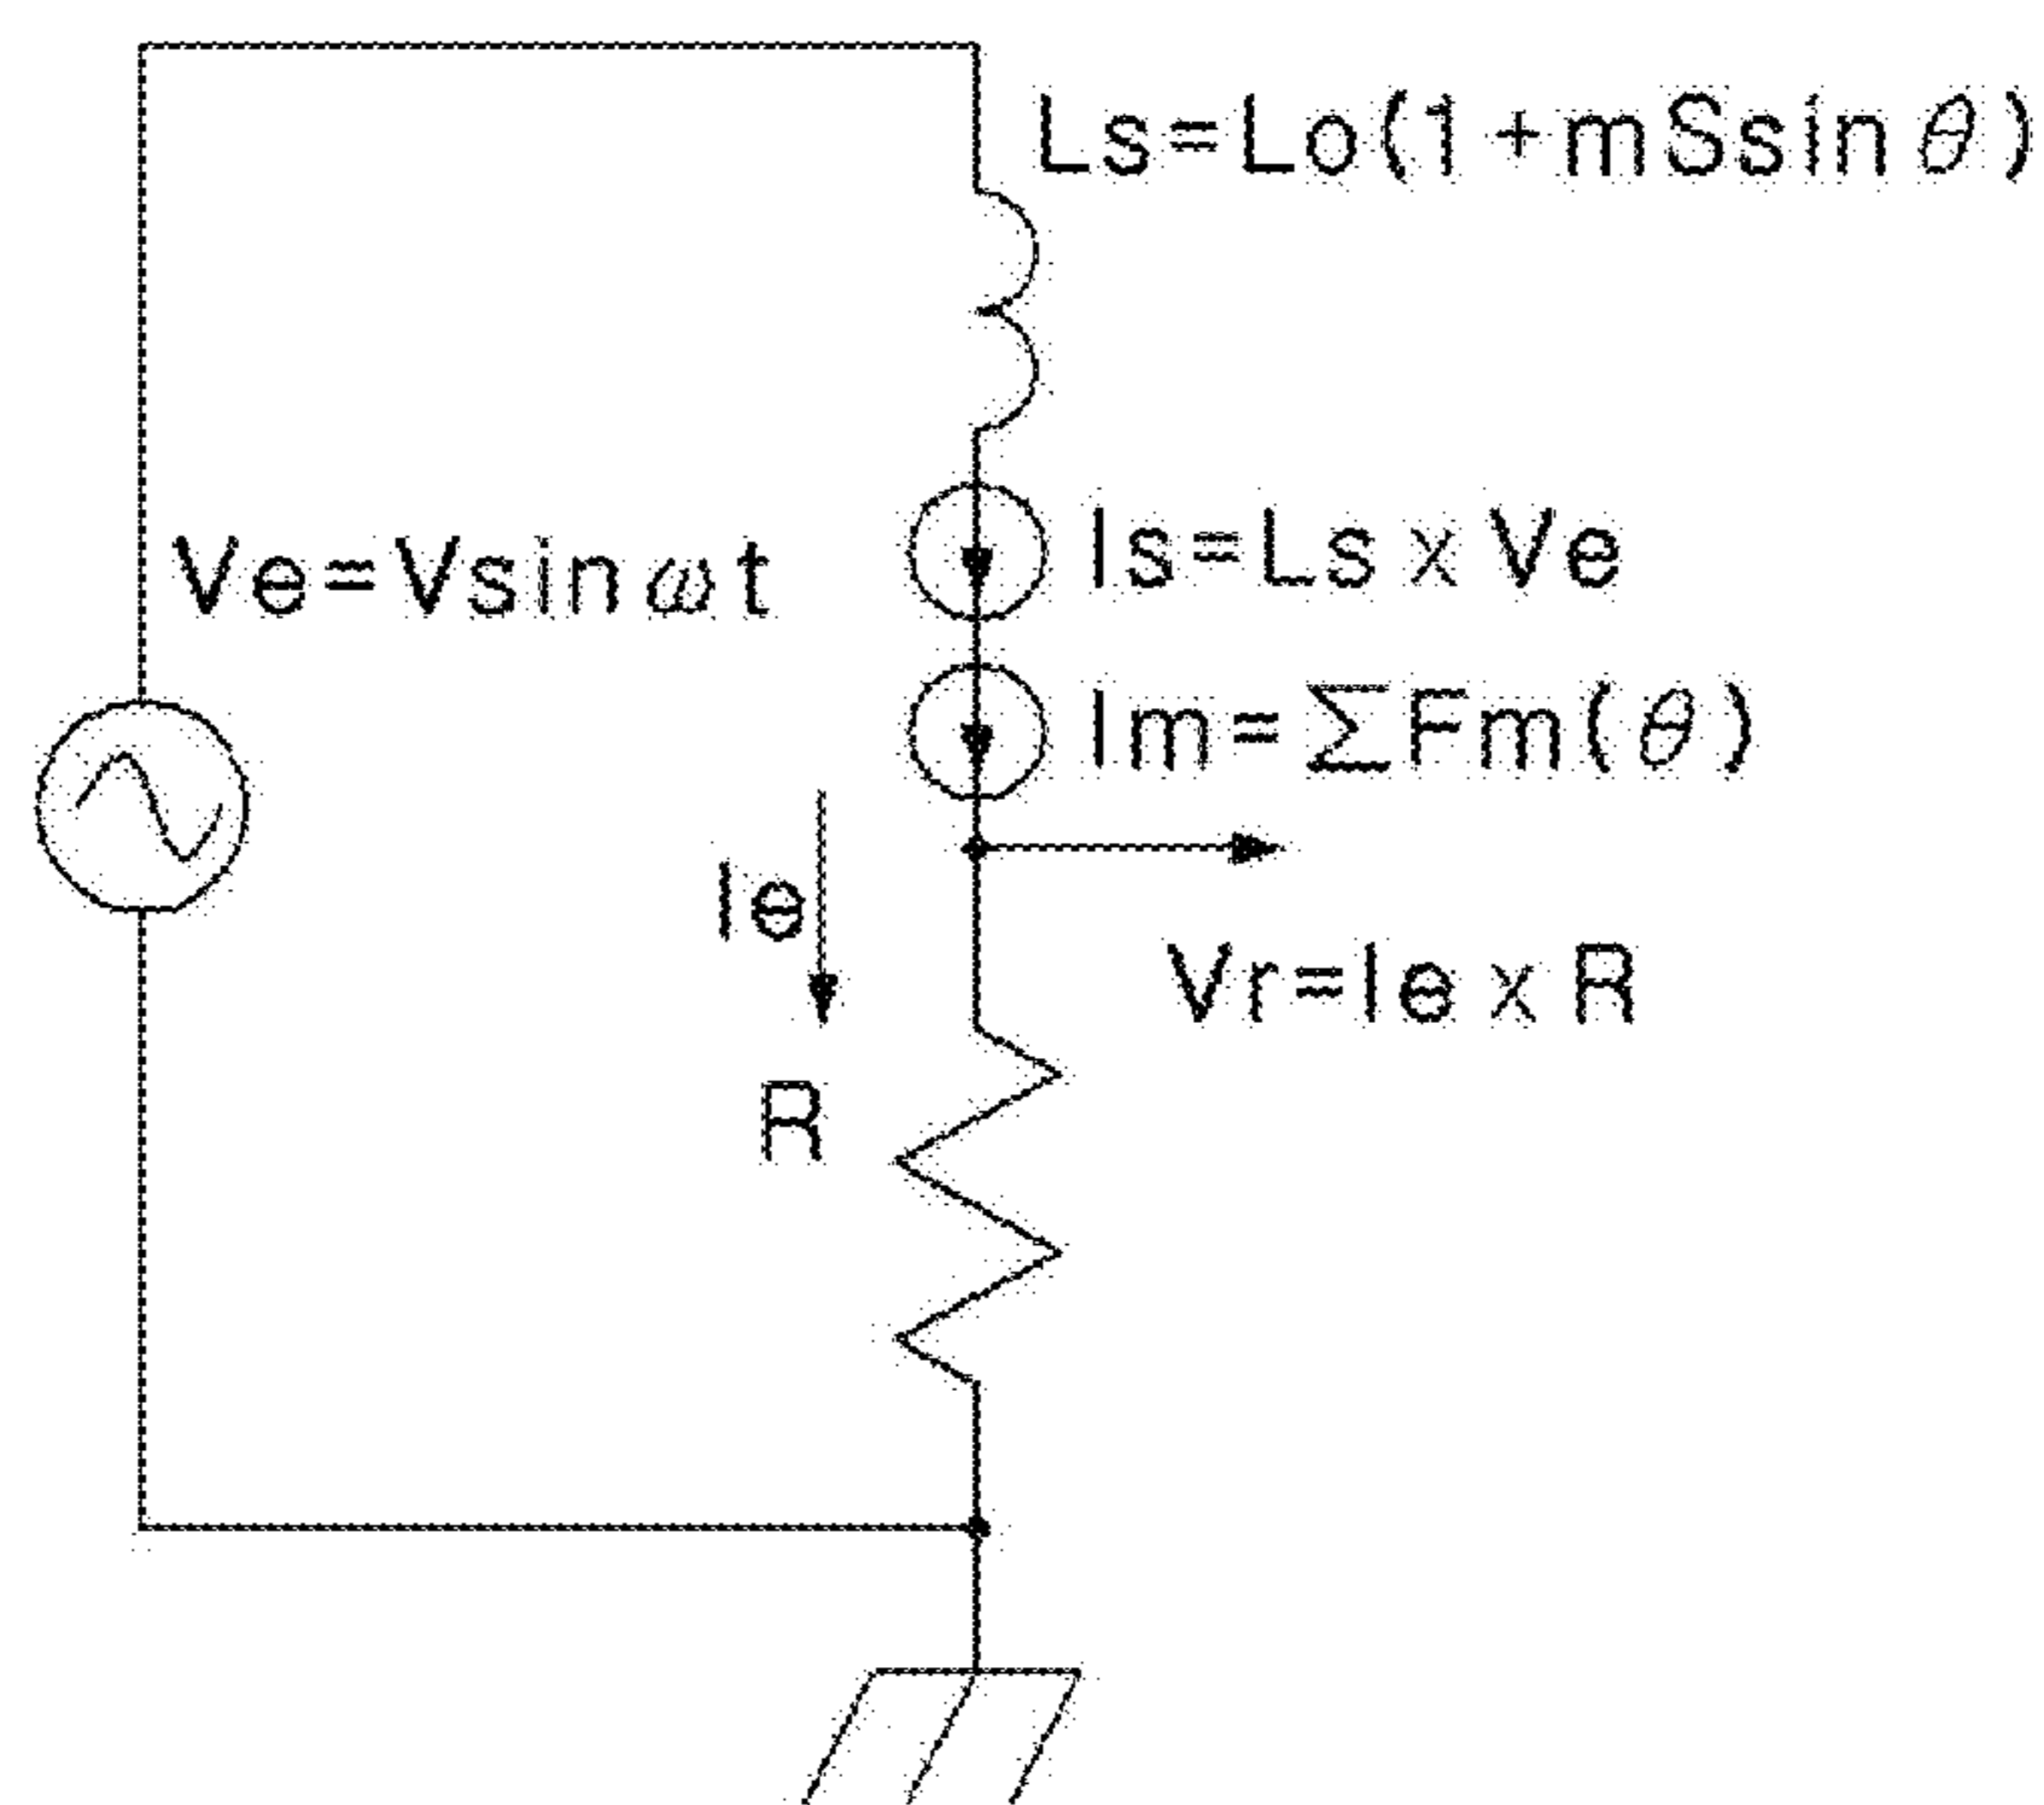 Ls=Lo(1+mSsinθ)
Ve=Vsinωt
Is=Ls x Ve
Im=ΣFm(θ)
Ie
Vr=Ie x R
R